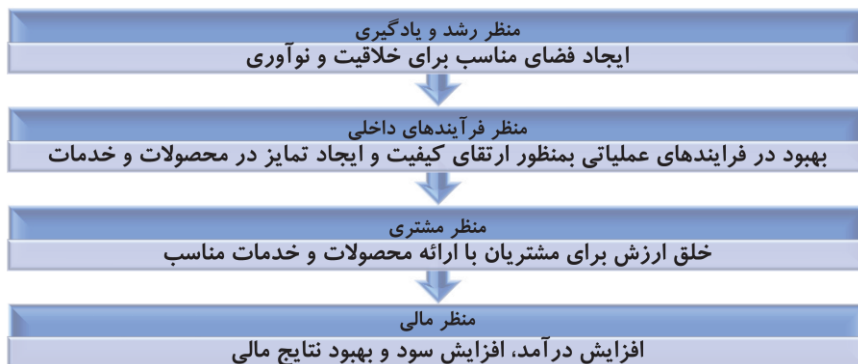 منظر رشد و یادگیری
ایجاد فضای مناسب برای خلاقیت و نوآوری
منظر فرآیندهای داخلی
بهبود در فرایندهای عملیاتی بمنظور ارتقای کیفیت و ایجاد تمایز در محصولات و خدمات
منظر مشتری
خلق ارزش برای مشتریان با ارائه محصولات و خدمات مناسب
منظر مالی
افزایش درآمد، افزایش سود و بهبود نتایج مالی